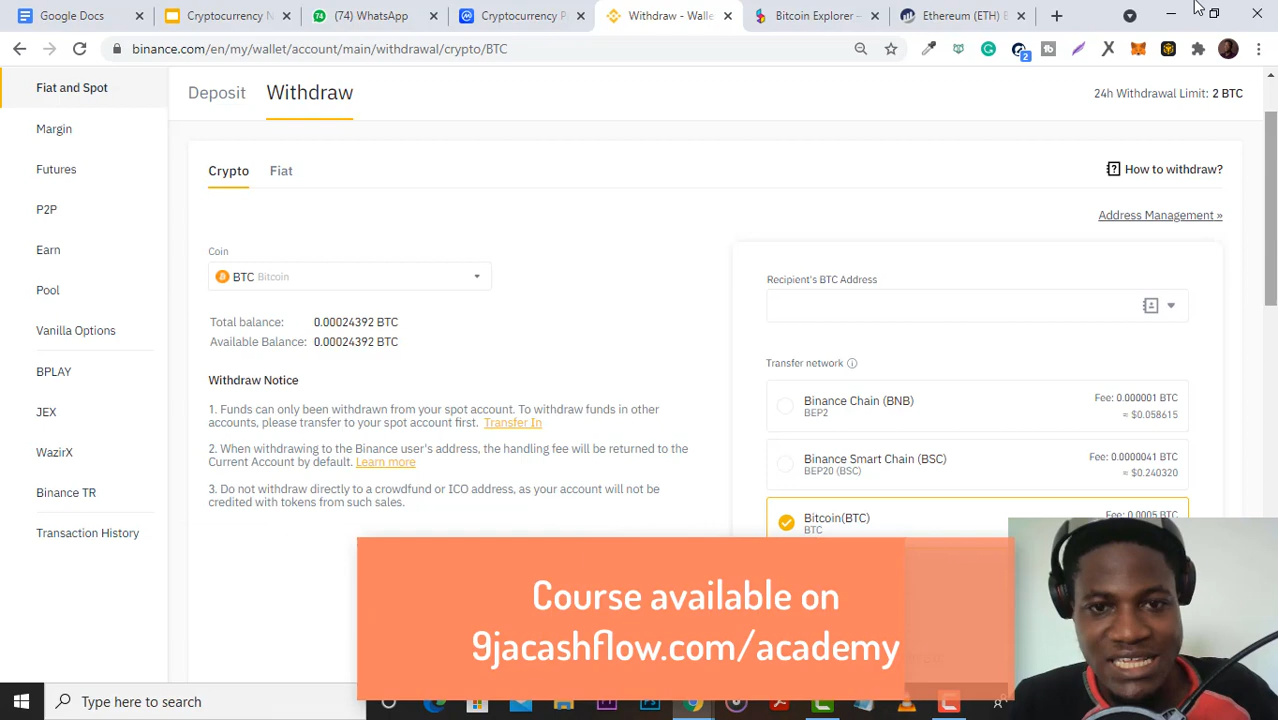 Google Docs
Cryptocurrency N
(74) WhatsApp
Cryptocurrency P
Withdraw - Walle
Bitcoin Explorer –
Ethereum (ETH) B
binance.com/en/my/wallet/account/main/withdrawal/crypto/BTC
2
Fiat and Spot
Margin
Futures
P2P
Earn
Pool
Vanilla Options
BPLAY
JEX
WazirX
Binance TR
Transaction History
Deposit
Withdraw
24h Withdrawal Limit: 2 BTC
Crypto
Fiat
How to withdraw?
Address Management »
Coin
BTC Bitcoin
Total balance: 0.00024392 BTC
Available Balance: 0.00024392 BTC
Withdraw Notice
1. Funds can only been withdrawn from your spot account. To withdraw funds in other
accounts, please transfer to your spot account first. Transfer In
2. When withdrawing to the Binance user's address, the handling fee will be returned to the
Current Account by default. Learn more
3. Do not withdraw directly to a crowdfund or ICO address, as your account will not be
credited with tokens from such sales.
Recipient's BTC Address
Transfer network
Binance Chain (BNB)
BEP2
Fee: 0.000001 BTC
≈ $0.058615
Binance Smart Chain (BSC)
BEP20 (BSC)
Fee: 0.0000041 BTC
≈ $0.240320
Bitcoin(BTC)
BTC
Fee: 0.0005 BTC
Course available on
9jacashflow.com/academy
Type here to search